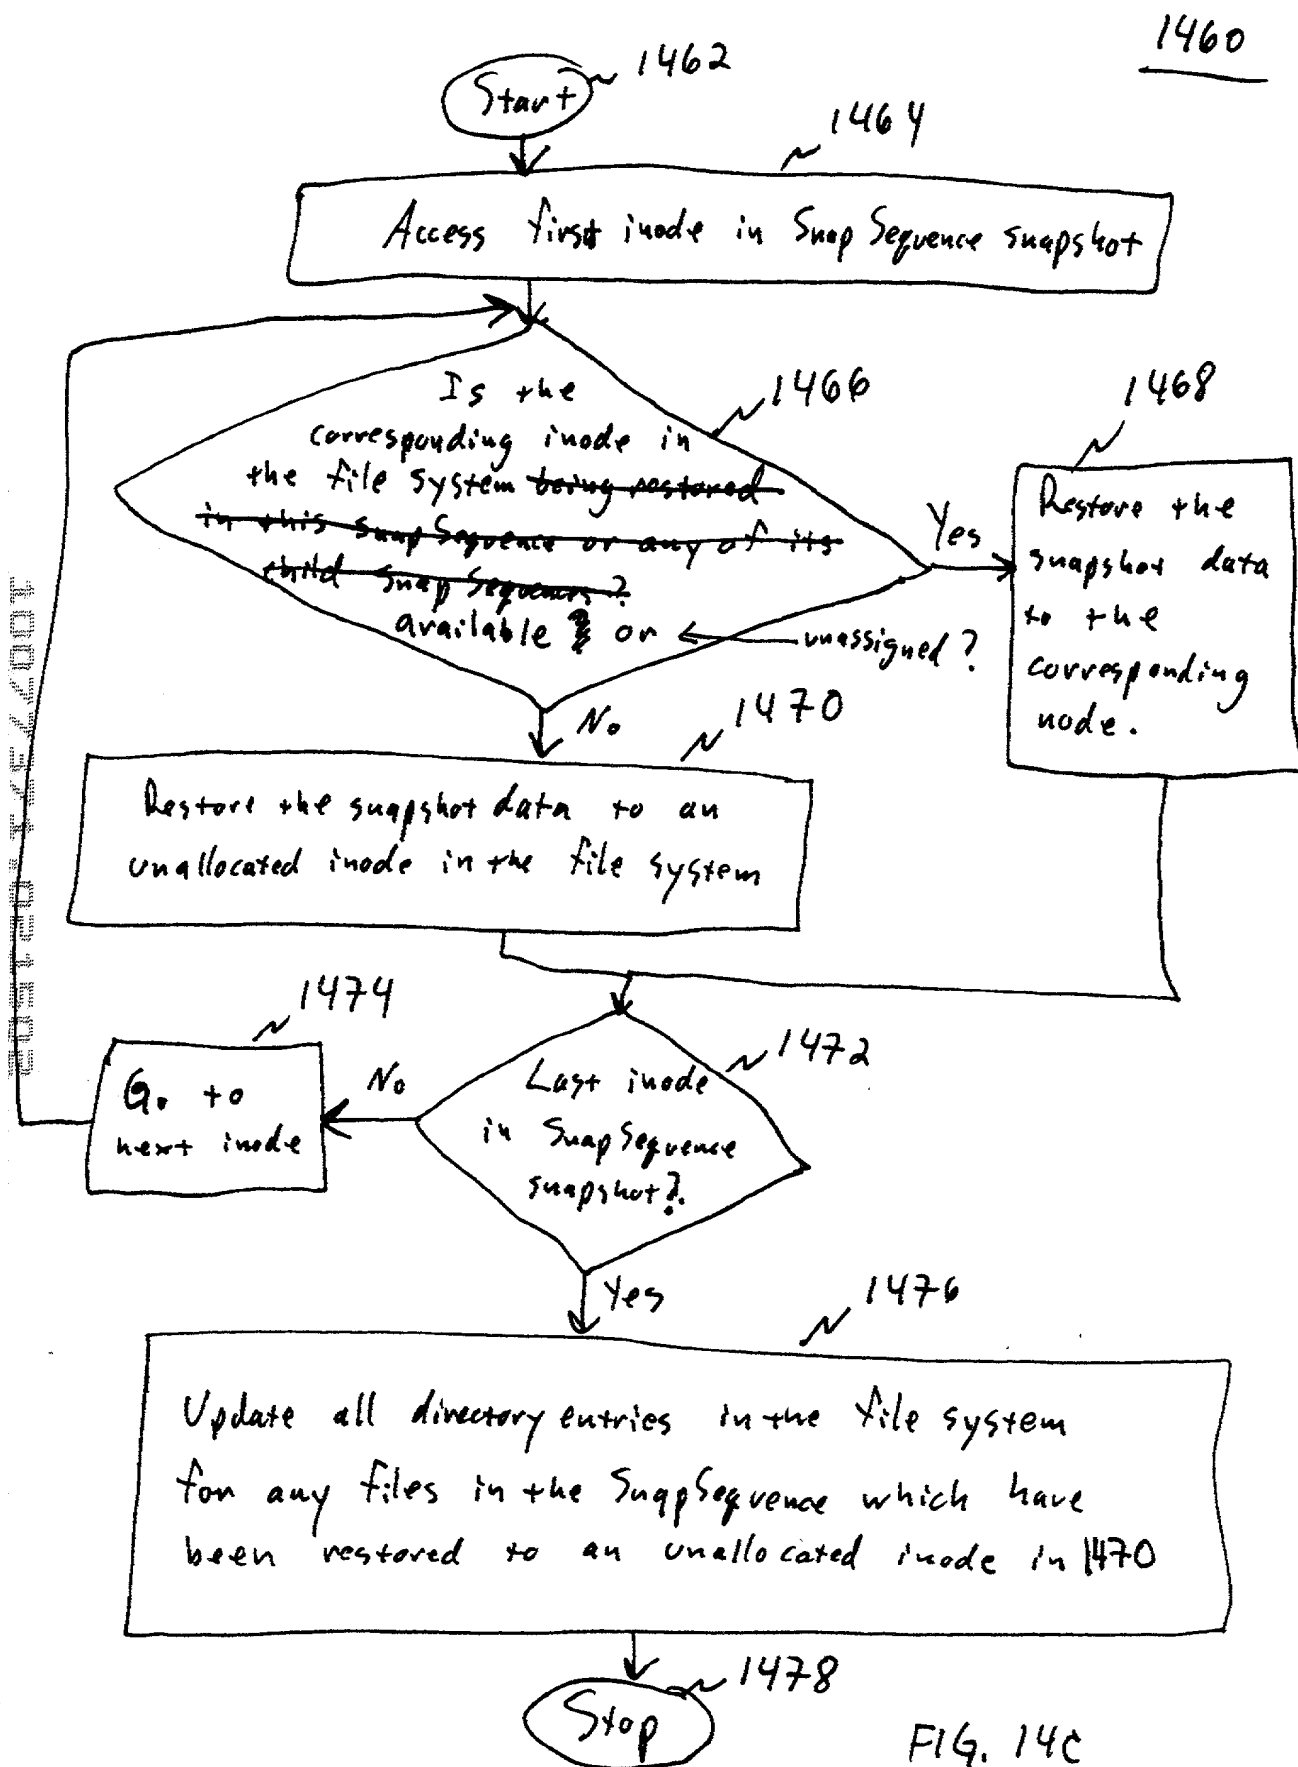 1460
Start
1462
1464
Access first inode in SnapSequence snapshot
1466
Is the
corresponding inode in
the file system being restored
in this SnapSequence or any of its
child SnapSequences?
available or
unassigned?
Yes
1468
Restore the
snapshot data
to the
corresponding
node.
No
1470
Restore the snapshot data to an
unallocated inode in the file system
1472
Last inode
in SnapSequence
snapshot?
No
1474
Go to
next inode
Yes
1476
Update all directory entries in the file system
for any files in the SnapSequence which have
been restored to an unallocated inode in 1470
1478
Stop
FIG. 14C